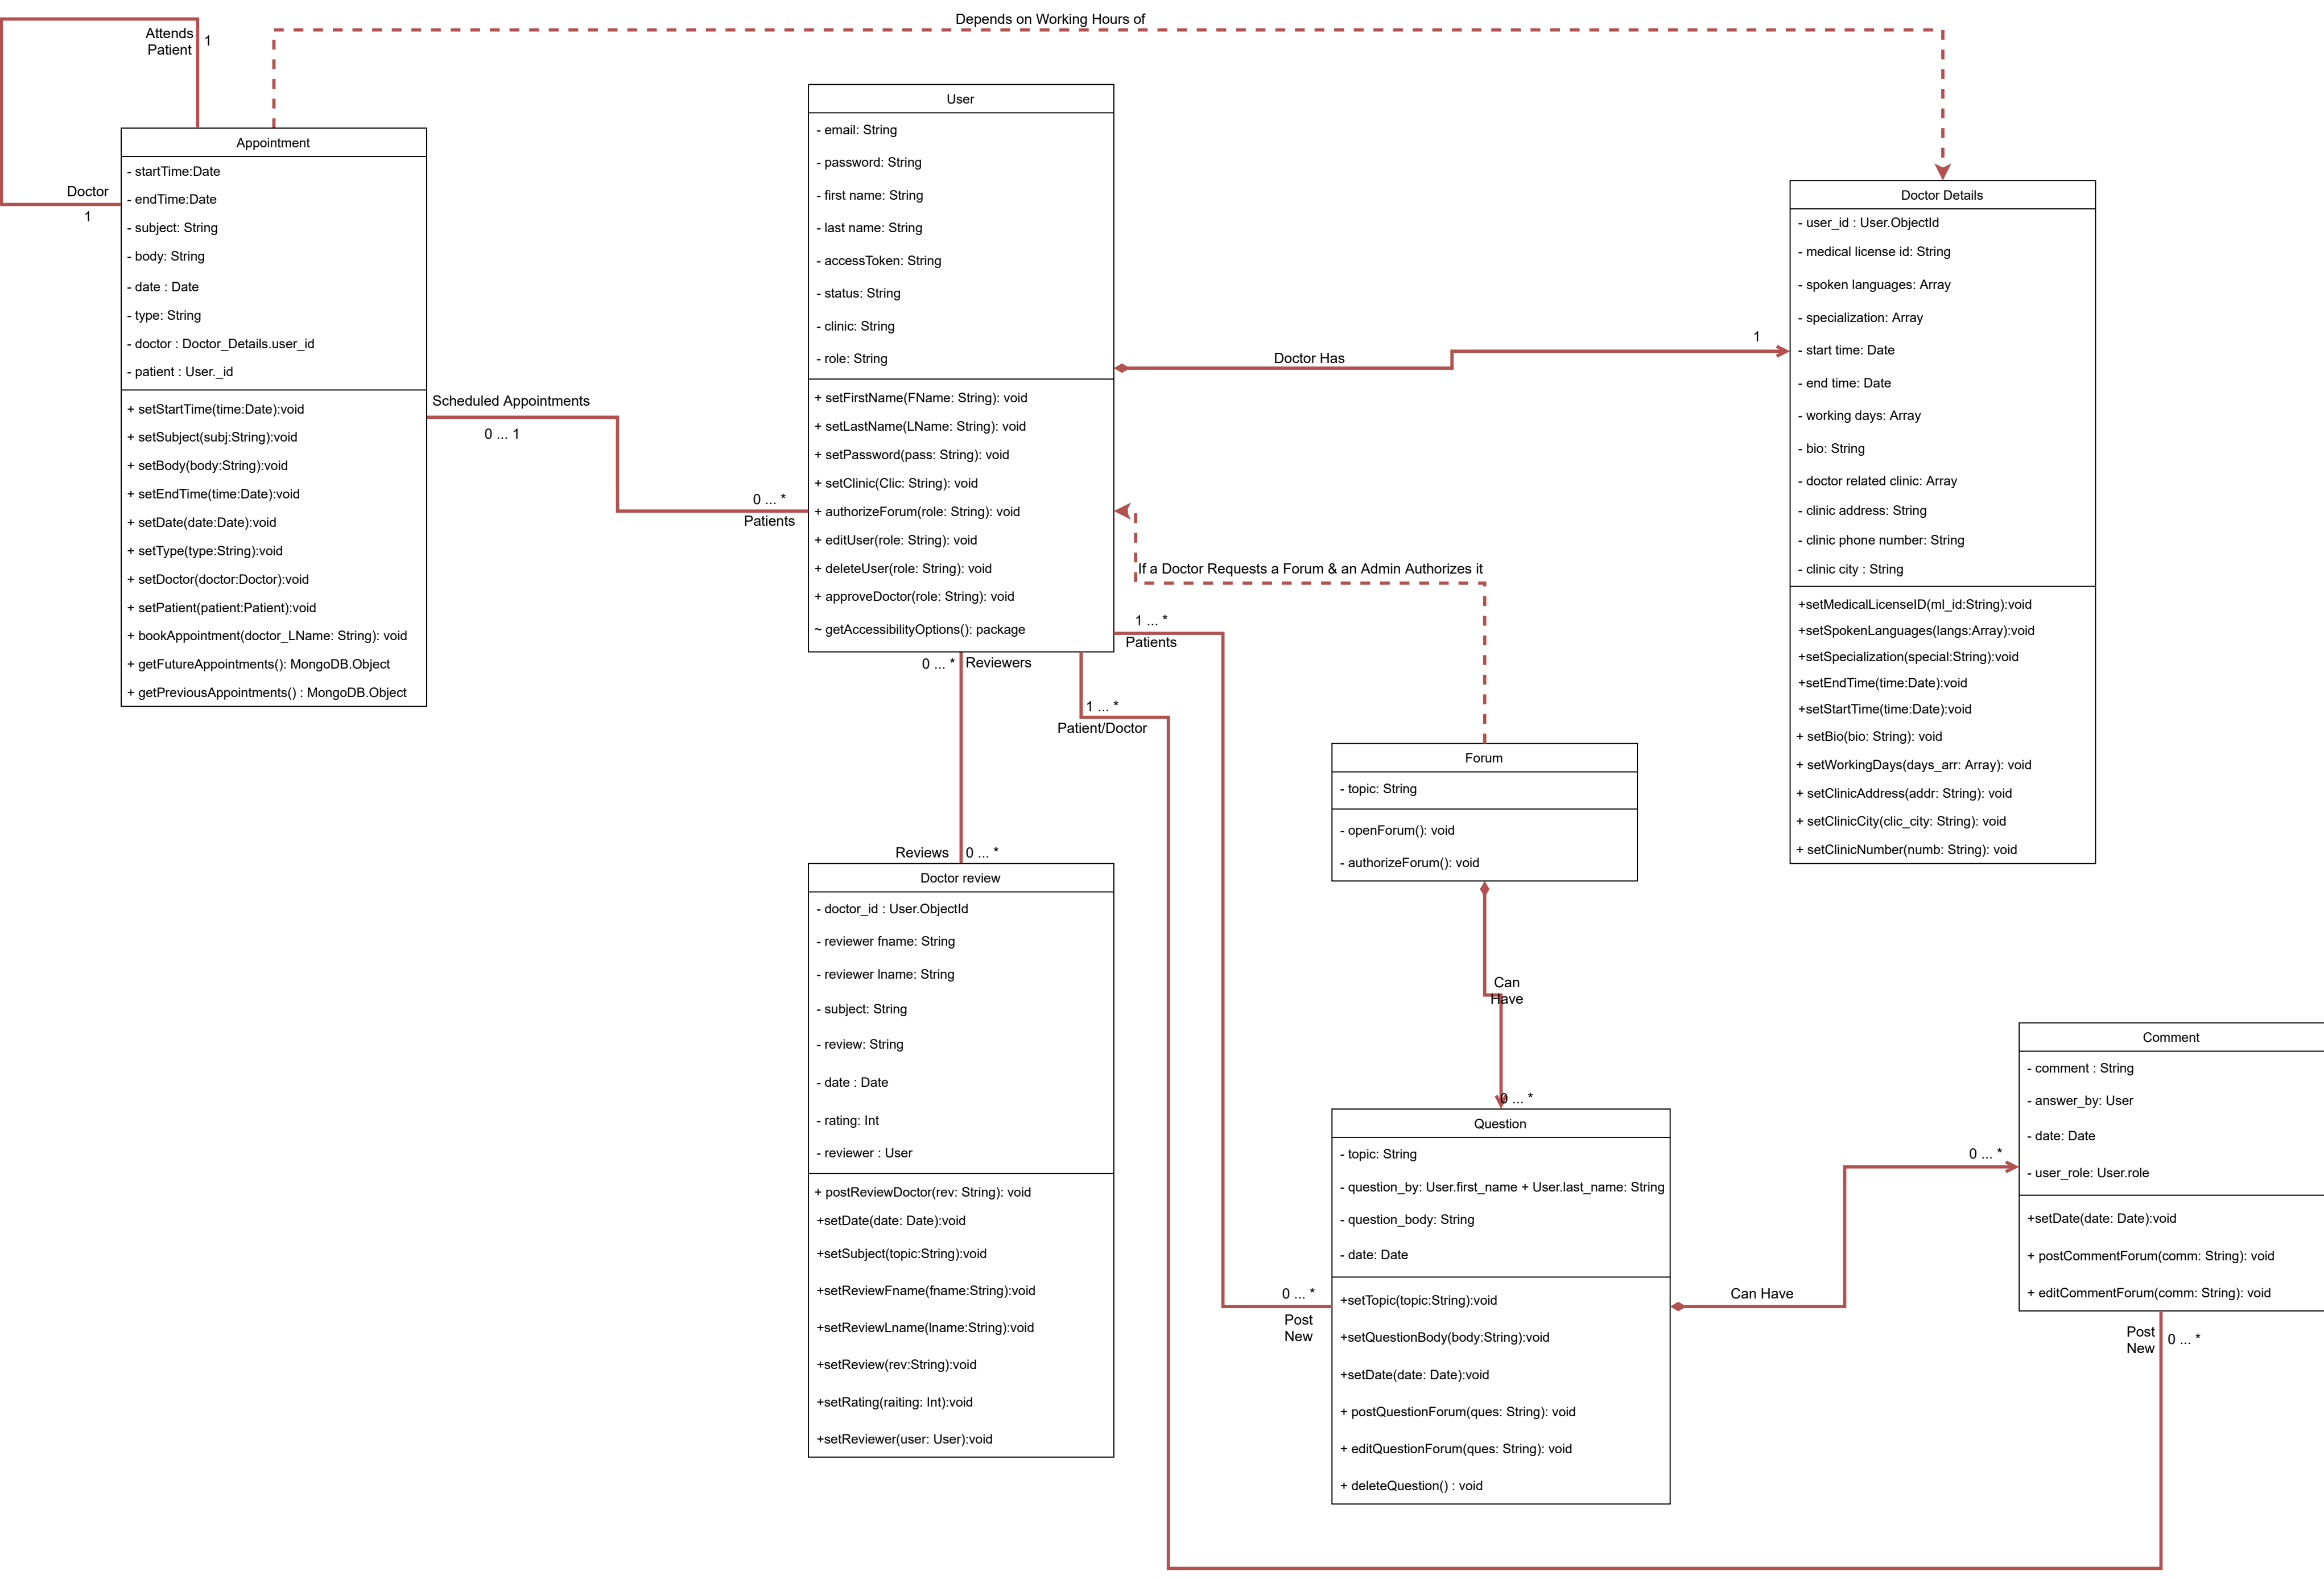 Depends on Working Hours of
Attends
Patient
1
Doctor
1
Appointment
- startTime:Date
- endTime:Date
- subject: String
- body: String
- date : Date
- type: String
- doctor : Doctor_Details.user_id
- patient : User._id
+ setStartTime(time:Date):void
+ setSubject(subj:String):void
+ setBody(body:String):void
+ setEndTime(time:Date):void
+ setDate(date:Date):void
+ setType(type:String):void
+ setDoctor(doctor:Doctor):void
+ setPatient(patient:Patient):void
+ bookAppointment(doctor_LName: String): void
+ getFutureAppointments(): MongoDB.Object
+ getPreviousAppointments() : MongoDB.Object
Scheduled Appointments
0 ... 1
0 ... *
Patients
User
- email: String
- password: String
- first name: String
- last name: String
- accessToken: String
- status: String
- clinic: String
- role: String
+ setFirstName(FName: String): void
+ setLastName(LName: String): void
+ setPassword(pass: String): void
+ setClinic(Clic: String): void
+ authorizeForum(role: String): void
+ editUser(role: String): void
+ deleteUser(role: String): void
+ approveDoctor(role: String): void
~ getAccessibilityOptions(): package
Doctor Has
1
Doctor Details
- user_id : User.ObjectId
- medical license id: String
- spoken languages: Array
- specialization: Array
- start time: Date
- end time: Date
- working days: Array
- bio: String
- doctor related clinic: Array
- clinic address: String
- clinic phone number: String
- clinic city : String
+setMedicalLicenseID(ml_id:String):void
+setSpokenLanguages(langs:Array):void
+setSpecialization(special:String):void
+setEndTime(time:Date):void
+setStartTime(time:Date):void
+ setBio(bio: String): void
+ setWorkingDays(days_arr: Array): void
+ setClinicAddress(addr: String): void
+ setClinicCity(clic_city: String): void
+ setClinicNumber(numb: String): void
If a Doctor Requests a Forum & an Admin Authorizes it
1 ... *
Patients
0 ... *
Reviewers
1 ... *
Patient/Doctor
Forum
- topic: String
- openForum(): void
- authorizeForum(): void
Reviews
0 ... *
Doctor review
- doctor_id : User.ObjectId
- reviewer fname: String
- reviewer lname: String
- subject: String
- review: String
- date : Date
- rating: Int
- reviewer : User
+ postReviewDoctor(rev: String): void
+setDate(date: Date):void
+setSubject(topic:String):void
+setReviewFname(fname:String):void
+setReviewLname(lname:String):void
+setReview(rev:String):void
+setRating(raiting: Int):void
+setReviewer(user: User):void
Can
Have
0 ... *
Question
- topic: String
- question_by: User.first_name + User.last_name: String
- question_body: String
- date: Date
+setTopic(topic:String):void
+setQuestionBody(body:String):void
+setDate(date: Date):void
+ postQuestionForum(ques: String): void
+ editQuestionForum(ques: String): void
+ deleteQuestion() : void
0 ... *
Post
New
Can Have
0 ... *
Comment
- comment : String
- answer_by: User
- date: Date
- user_role: User.role
+setDate(date: Date):void
+ postCommentForum(comm: String): void
+ editCommentForum(comm: String): void
Post
New
0 ... *